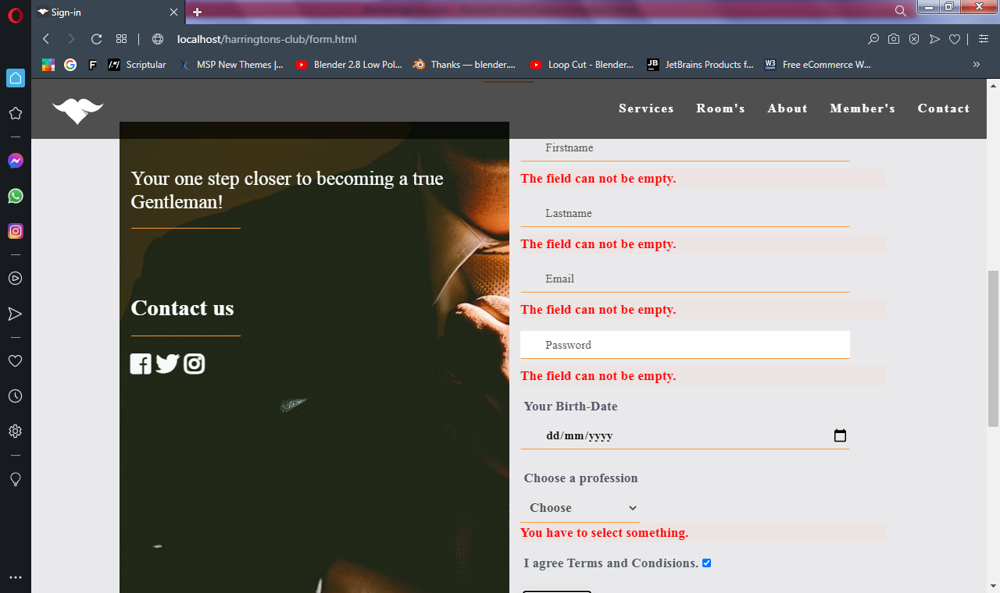 Sign-in
localhost/harringtons-club/form.html
Scriptular
MSP New Themes |...
Blender 2.8 Low Pol...
Thanks — blender....
Loop Cut - Blender...
JB
JetBrains Products f...
W3
Free eCommerce W...
Services
Room's
About
Member's
Contact
Your one step closer to becoming a true
Gentleman!
Contact us
Firstname
The field can not be empty.
Lastname
The field can not be empty.
Email
The field can not be empty.
Password
The field can not be empty.
Your Birth-Date
dd/mm/yyyy
Choose a profession
Choose
You have to select something.
I agree Terms and Condisions.